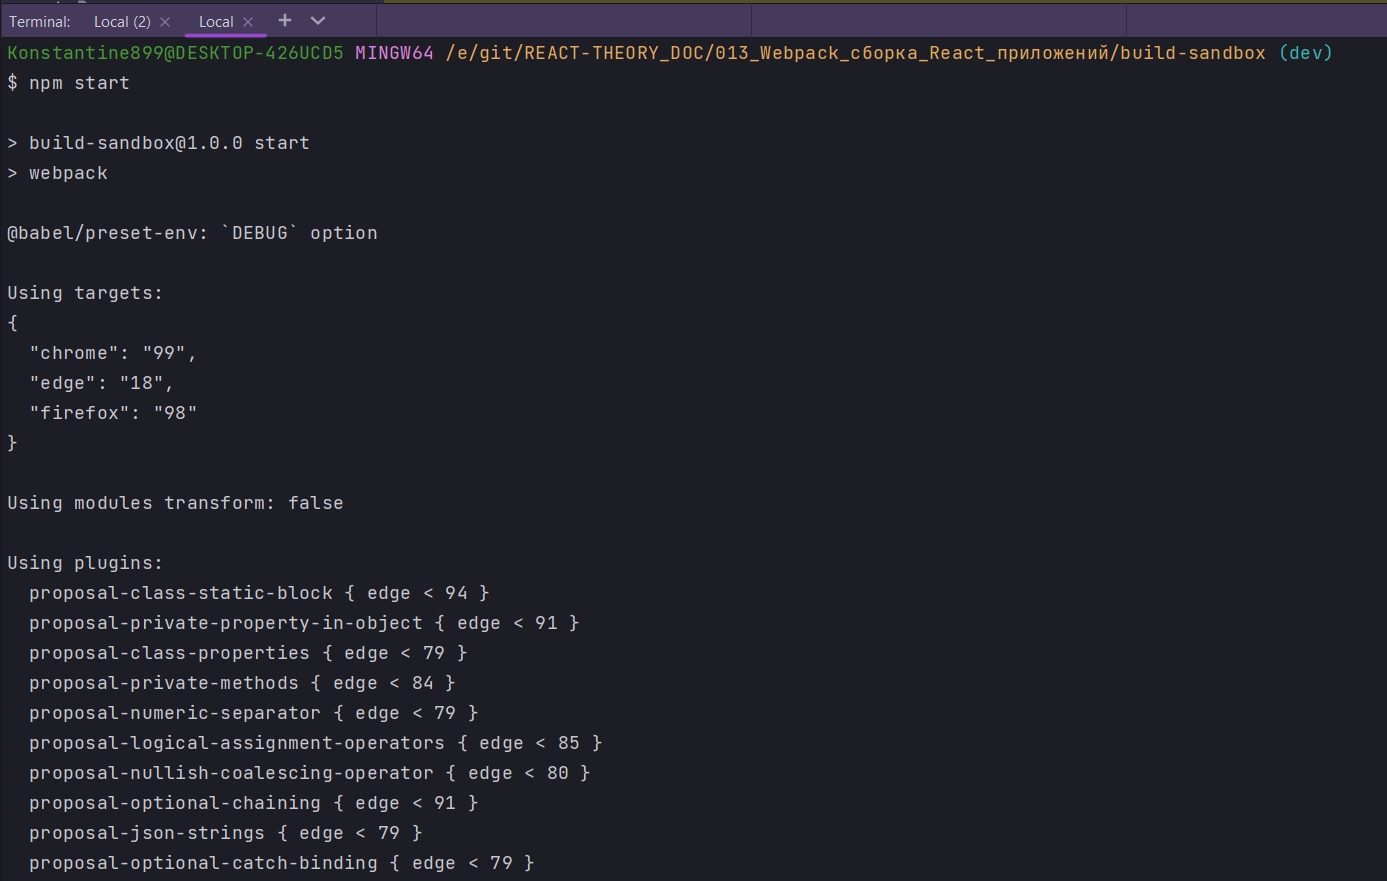 Terminal: Local (2) × Local × +
Konstantine899@DESKTOP-426UCD5 MINGW64 /e/git/REACT-THEORY_DOC/013_Webpack_сборка_React_приложений/build-sandbox (dev)
$ npm start
> build-sandbox@1.0.0 start
> webpack
@babel/preset-env: `DEBUG` option
Using targets:
{
  "chrome": "99",
  "edge": "18",
  "firefox": "98"
}
Using modules transform: false
Using plugins:
  proposal-class-static-block { edge < 94 }
  proposal-private-property-in-object { edge < 91 }
  proposal-class-properties { edge < 79 }
  proposal-private-methods { edge < 84 }
  proposal-numeric-separator { edge < 79 }
  proposal-logical-assignment-operators { edge < 85 }
  proposal-nullish-coalescing-operator { edge < 80 }
  proposal-optional-chaining { edge < 91 }
  proposal-json-strings { edge < 79 }
  proposal-optional-catch-binding { edge < 79 }